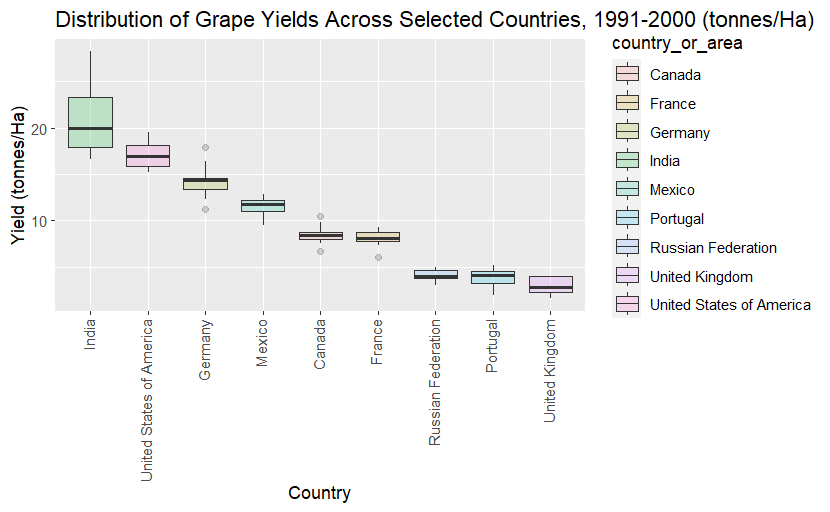 Distribution of Grape Yields Across Selected Countries, 1991-2000 (tonnes/Ha)
country_or_area
Canada
France
Germany
India
Mexico
Portugal
Russian Federation
United Kingdom
United States of America
Yield (tonnes/Ha)
20
10
India
United States of America
Germany
Mexico
Canada
France
Russian Federation
Portugal
United Kingdom
Country